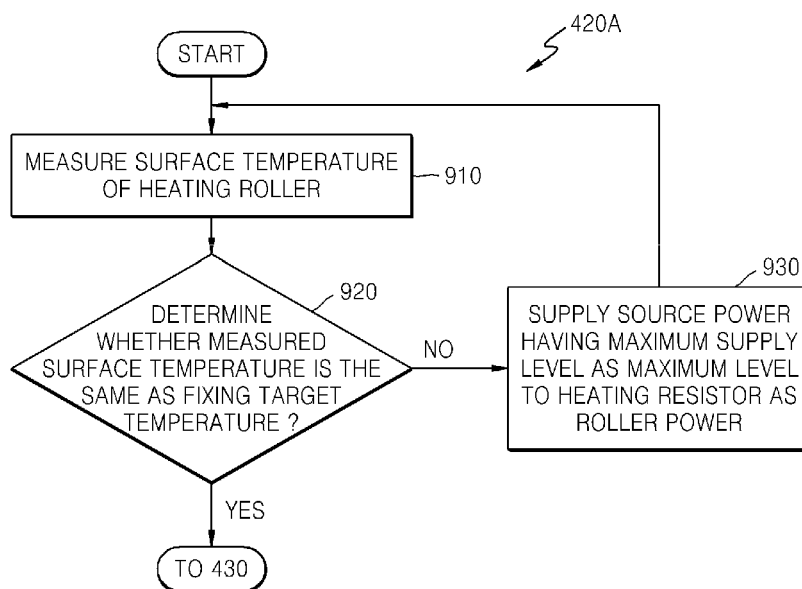 420A
START
MEASURE SURFACE TEMPERATURE
OF HEATING ROLLER
910
920
DETERMINE
WHETHER MEASURED
SURFACE TEMPERATURE IS THE
SAME AS FIXING TARGET
TEMPERATURE ?
NO
930
SUPPLY SOURCE POWER
HAVING MAXIMUM SUPPLY
LEVEL AS MAXIMUM LEVEL
TO HEATING RESISTOR AS
ROLLER POWER
YES
TO 430